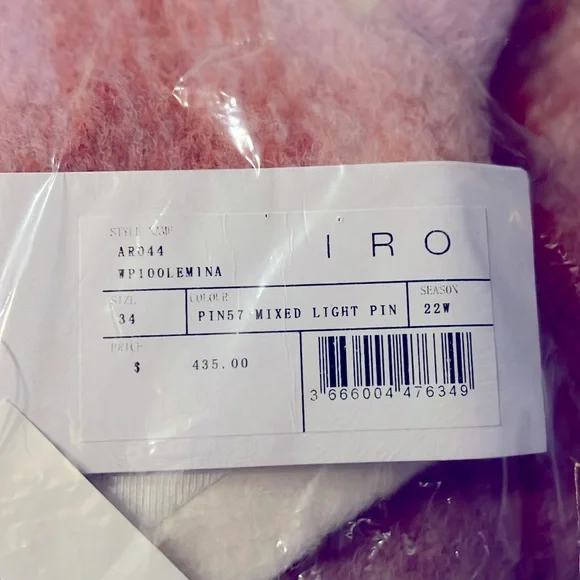 STYLE NAME
AR044
WP100LEMINA
I R O
SIZE
34
COLOUR
PIN57 MIXED LIGHT PIN
SEASON
22W
PRICE
$ 435.00
3 666004 476349